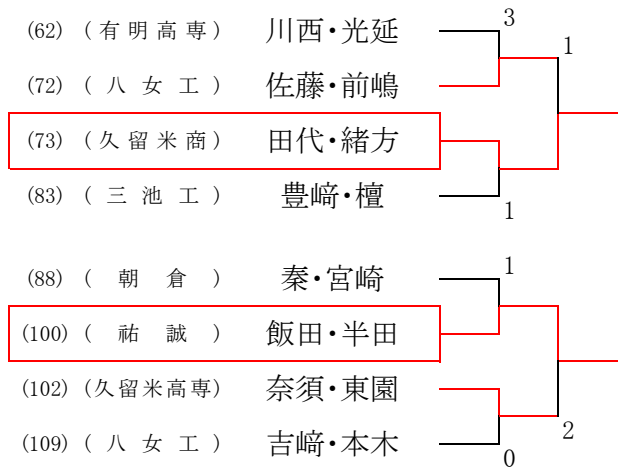 (62) (有明高専) 川西・光延 3
1
(72) (八女工) 佐藤・前嶋
(73) (久留米商) 田代・緒方
(83) (三池工) 豊﨑・檀 1
(88) (朝倉) 秦・宮崎 1
(100) (祐誠) 飯田・半田
(102) (久留米高専) 奈須・東園
2
(109) (八女工) 吉﨑・本木 0